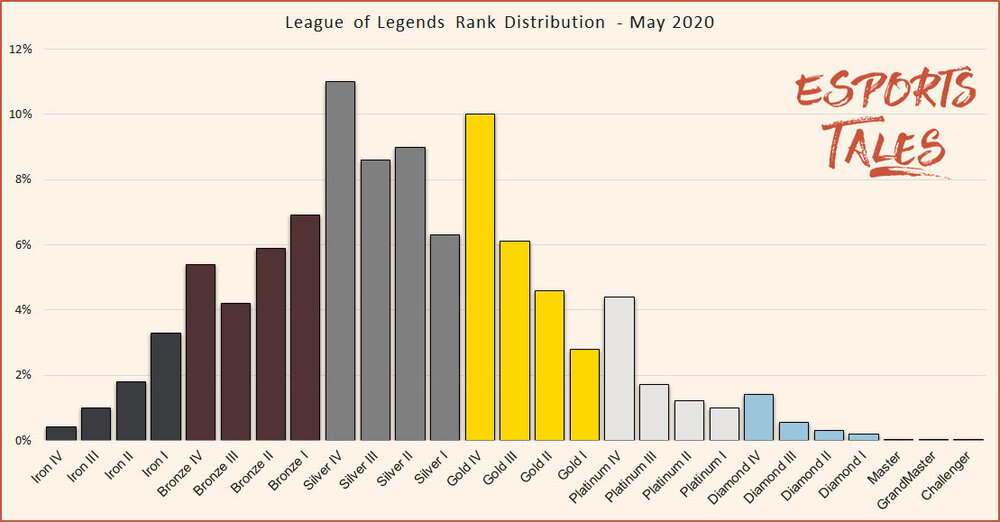 League of Legends Rank Distribution - May 2020
ESPORTS
TALES
12%
10%
8%
6%
4%
2%
0%
Iron IV
Iron III
Iron II
Iron I
Bronze IV
Bronze III
Bronze II
Bronze I
Silver IV
Silver III
Silver II
Silver I
Gold IV
Gold III
Gold II
Gold I
Platinum IV
Platinum III
Platinum II
Platinum I
Diamond IV
Diamond III
Diamond II
Diamond I
Master
GrandMaster
Challenger